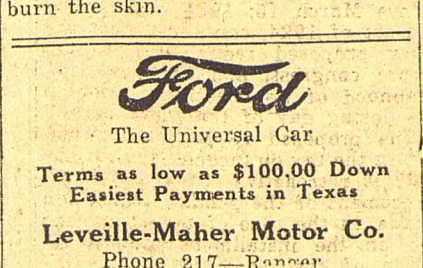 burn the skin.
Ford
The Universal Car
Terms as low as $100.00 Down
Easiest Payments in Texas
Leveille-Maher Motor Co.
Phone 217—Ranger